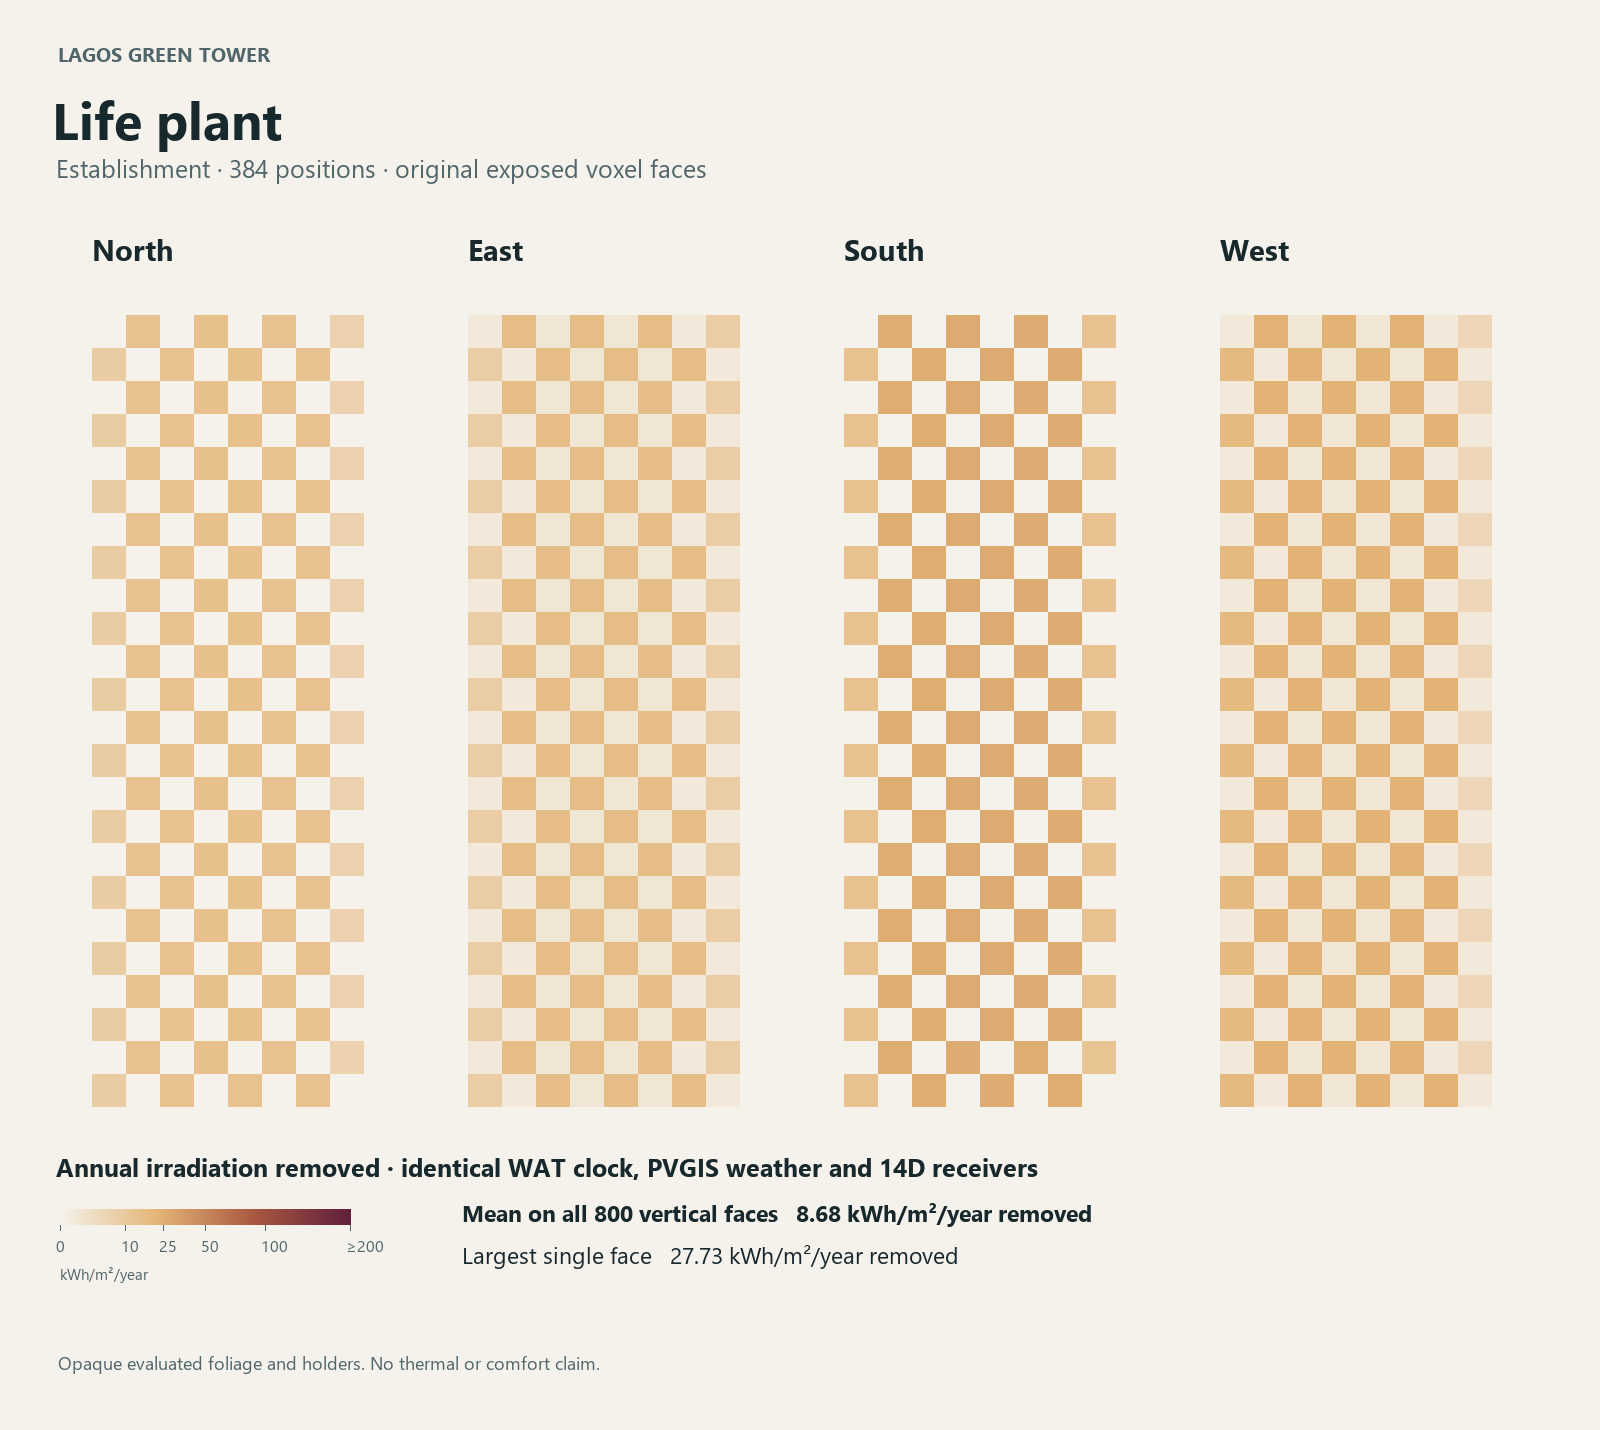 LAGOS GREEN TOWER
Life plant
Establishment · 384 positions · original exposed voxel faces
North East South West
Annual irradiation removed · identical WAT clock, PVGIS weather and 14D receivers
0 10 25 50 100 ≥200
kWh/m²/year
Mean on all 800 vertical faces 8.68 kWh/m²/year removed
Largest single face 27.73 kWh/m²/year removed
Opaque evaluated foliage and holders. No thermal or comfort claim.